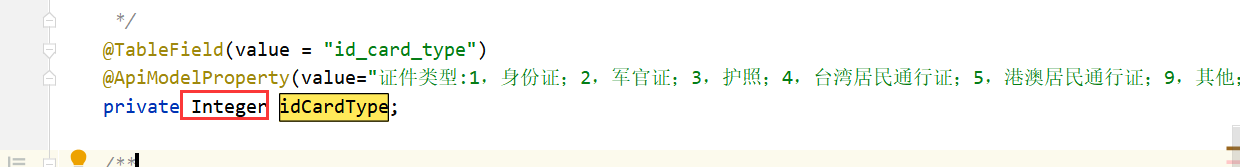 */
@TableField(value = "id_card_type")
@ApiModelProperty(value="证件类型:1, 身份证；2, 军官证；3, 护照；4, 台湾居民通行证；5, 港澳居民通行证；9, 其他；
private Integer idCardType;
/**